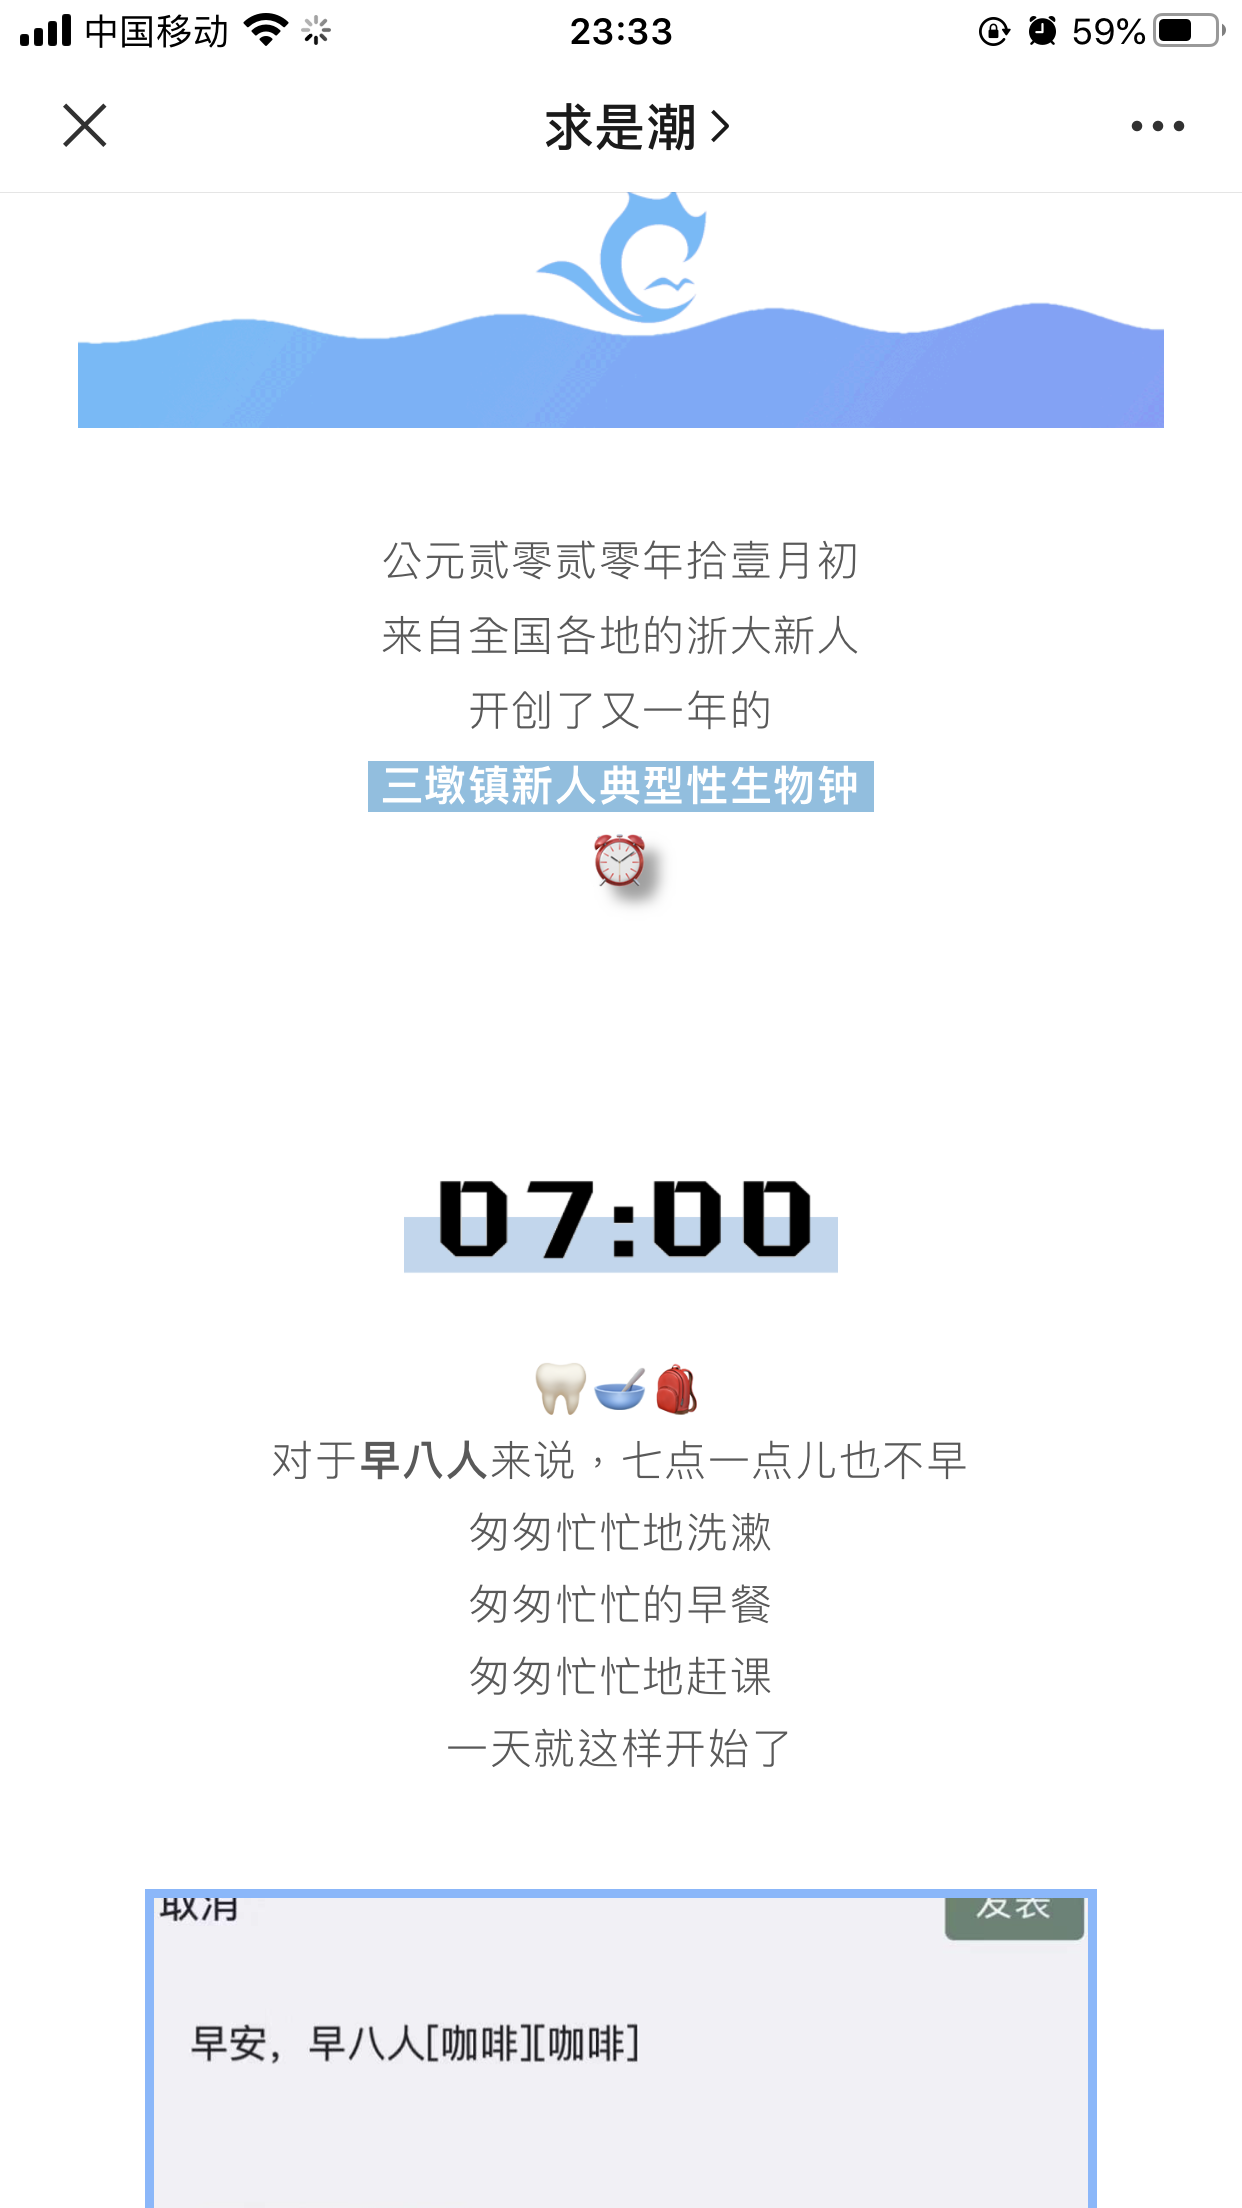 中国移动
23:33
59%
求是潮
公元贰零贰零年拾壹月初
来自全国各地的浙大新人
开创了又一年的
三墩镇新人典型性生物钟
07:00
对于早八人来说，七点一点儿也不早
匆匆忙忙地洗漱
匆匆忙忙的早餐
匆匆忙忙地赶课
一天就这样开始了
取消
发表
早安，早八人[咖啡][咖啡]